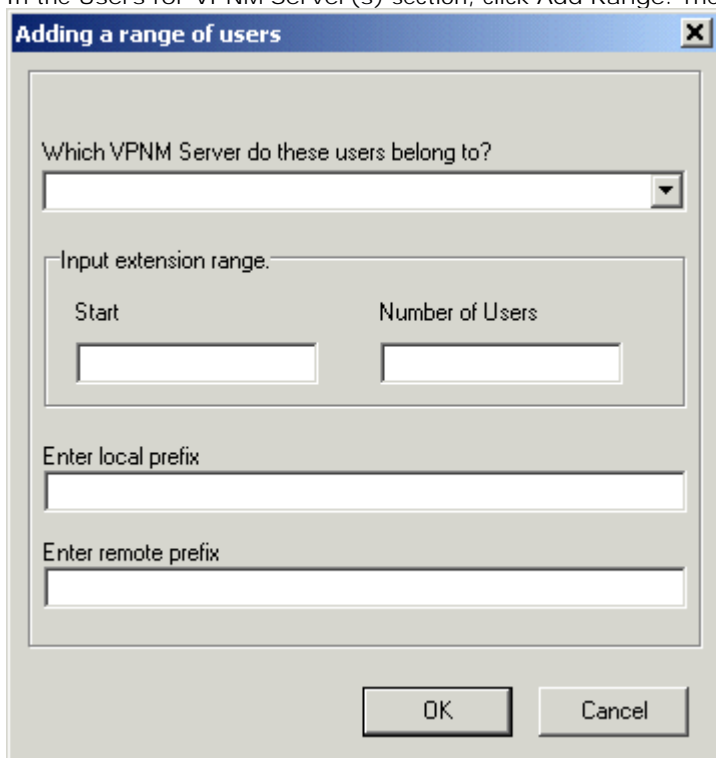 In the Users for VPNM Server(s) section, click Add Range. The
Adding a range of users
Which VPNM Server do these users belong to?
Input extension range.
Start Number of Users
Enter local prefix
Enter remote prefix
OK Cancel